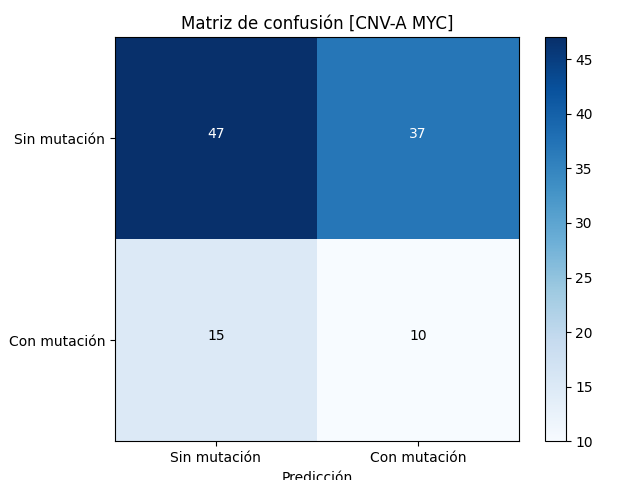 Matriz de confusión [CNV-A MYC]
Sin mutación
47
37
Con mutación
15
10
Sin mutación
Con mutación
Predicción
45
40
35
30
25
20
15
10